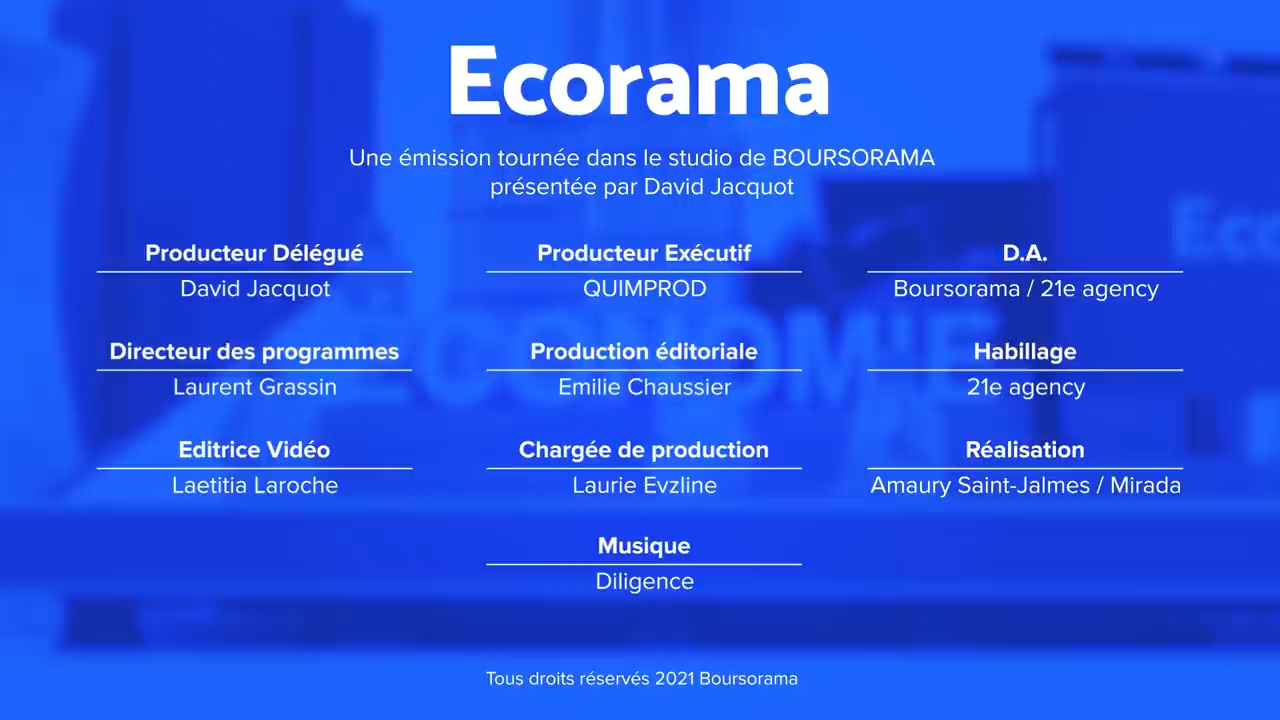 Ecorama
Une émission tournée dans le studio de BOURSORAMA
présentée par David Jacquot
Producteur Délégué
David Jacquot
Producteur Exécutif
QUIMPROD
D.A.
Boursorama / 21e agency
Directeur des programmes
Laurent Grassin
Production éditoriale
Emilie Chaussier
Habillage
21e agency
Editrice Vidéo
Laetitia Laroche
Chargée de production
Laurie Evzline
Réalisation
Amaury Saint-Jalmes / Mirada
Musique
Diligence
Tous droits réservés 2021 Boursorama
ÉCONOMIE
Eco